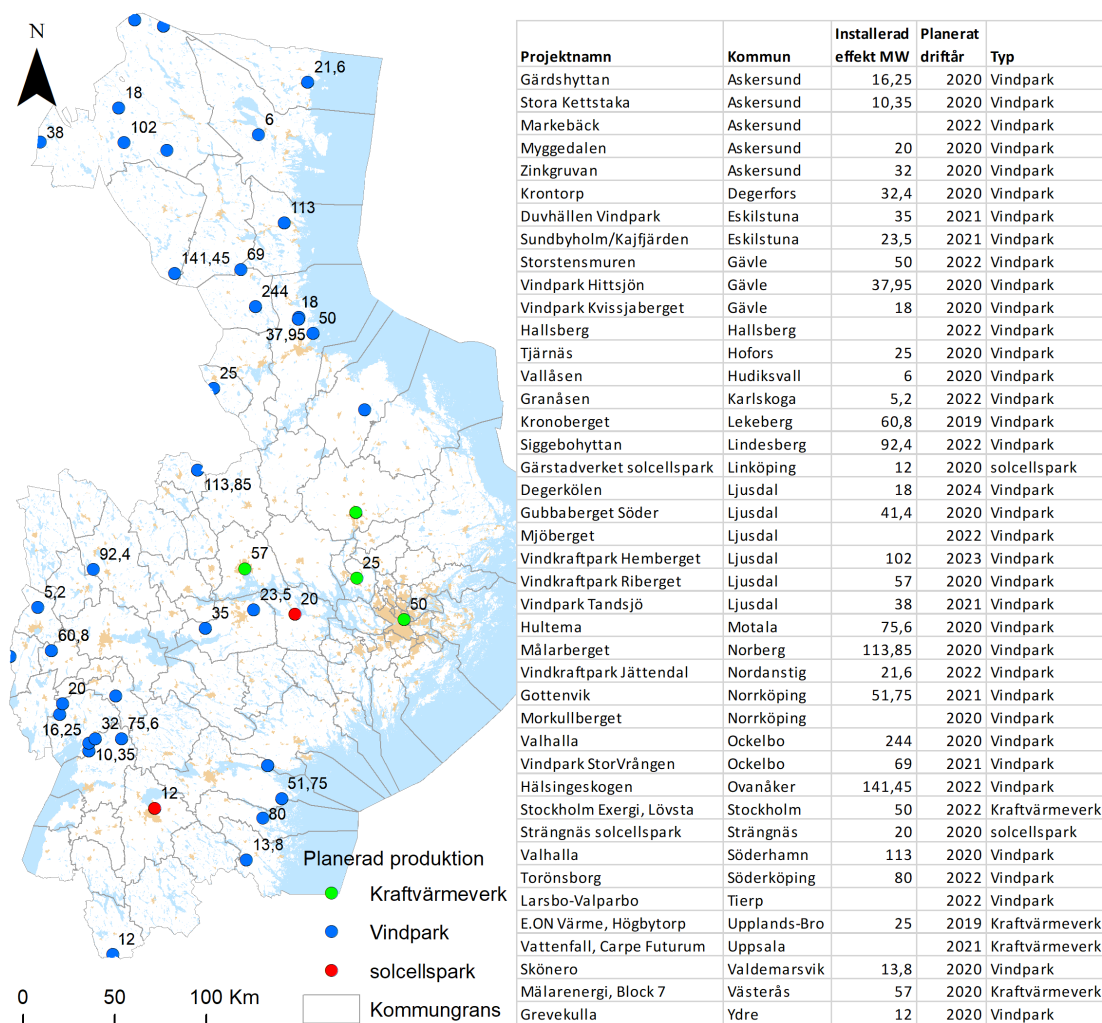 N
21,6
18
6
102
38
113
141,45
69
244
18
50
37,95
25
113,85
92,4
57
25
5,2
23,5
20
50
35
60,8
20
16,25
32
75,6
10,35
12
51,75
80
13,8
12
Planerad produktion
Kraftvärmeverk
Vindpark
solcellspark
Kommungrans
0 50 100 Km
Installerad Planerat
Projektnamn Kommun effekt MW driftår Typ
Gärdshyttan Askersund 16,25 2020 Vindpark
Stora Kettstaka Askersund 10,35 2020 Vindpark
Markebäck Askersund 2022 Vindpark
Myggedalen Askersund 20 2020 Vindpark
Zinkgruvan Askersund 32 2020 Vindpark
Krontorp Degerfors 32,4 2020 Vindpark
Duvhällen Vindpark Eskilstuna 35 2021 Vindpark
Sundbyholm/Kajfjärden Eskilstuna 23,5 2021 Vindpark
Storstensmuren Gävle 50 2022 Vindpark
Vindpark Hittsjön Gävle 37,95 2020 Vindpark
Vindpark Kvissjaberget Gävle 18 2020 Vindpark
Hallsberg Hallsberg 2022 Vindpark
Tjärnäs Hofors 25 2020 Vindpark
Vallåsen Hudiksvall 6 2020 Vindpark
Granåsen Karlskoga 5,2 2022 Vindpark
Kronoberget Lekeberg 60,8 2019 Vindpark
Siggebohyttan Lindesberg 92,4 2022 Vindpark
Gärstadverket solcellspark Linköping 12 2020 solcellspark
Degerkölen Ljusdal 18 2024 Vindpark
Gubbaberget Söder Ljusdal 41,4 2020 Vindpark
Mjöberget Ljusdal 2022 Vindpark
Vindkraftpark Hemberget Ljusdal 102 2023 Vindpark
Vindkraftpark Riberget Ljusdal 57 2020 Vindpark
Vindpark Tandsjö Ljusdal 38 2021 Vindpark
Hultema Motala 75,6 2020 Vindpark
Målarberget Norberg 113,85 2020 Vindpark
Vindkraftpark Jättendal Nordanstig 21,6 2022 Vindpark
Gottenvik Norrköping 51,75 2021 Vindpark
Morkullberget Norrköping 2020 Vindpark
Valhalla Ockelbo 244 2020 Vindpark
Vindpark StorVrången Ockelbo 69 2021 Vindpark
Hälsingeskogen Ovanåker 141,45 2022 Vindpark
Stockholm Exergi, Lövsta Stockholm 50 2022 Kraftvärmeverk
Strängnäs solcellspark Strängnäs 20 2020 solcellspark
Valhalla Söderhamn 113 2020 Vindpark
Torönsborg Söderköping 80 2022 Vindpark
Larsbo-Valparbo Tierp 2022 Vindpark
E.ON Värme, Högbytorp Upplands-Bro 25 2019 Kraftvärmeverk
Vattenfall, Carpe Futurum Uppsala 2021 Kraftvärmeverk
Skönero Valdemarsvik 13,8 2020 Vindpark
Mälarenergi, Block 7 Västerås 57 2020 Kraftvärmeverk
Grevekulla Ydre 12 2020 Vindpark